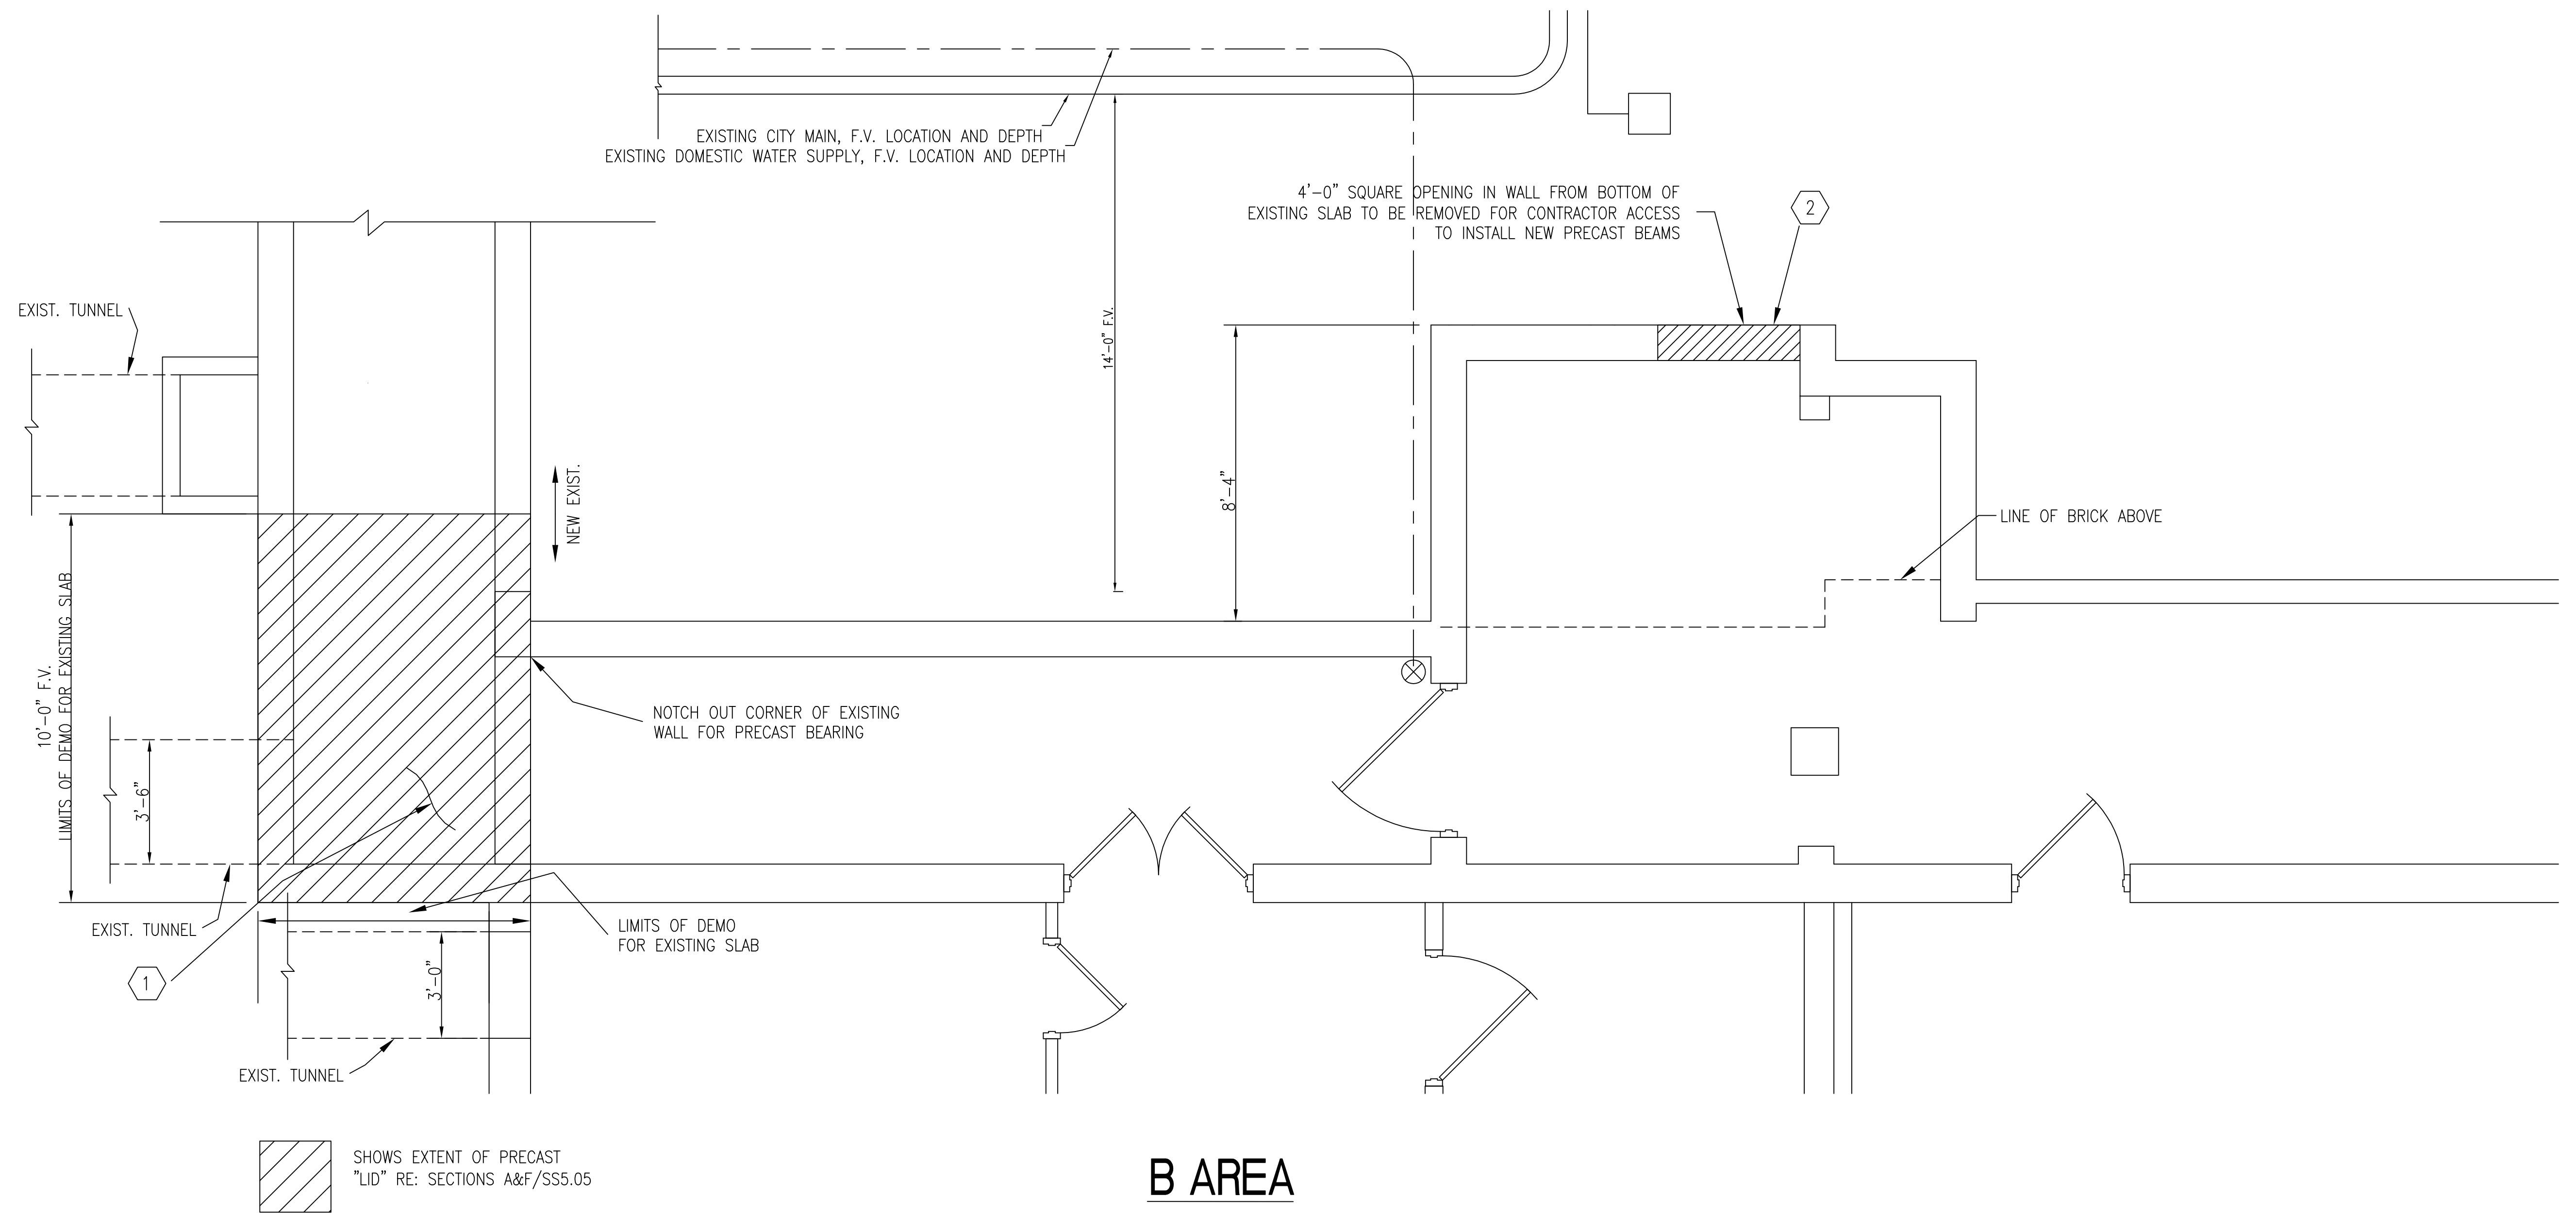 EXISTING CITY MAIN, F.V. LOCATION AND DEPTH
EXISTING DOMESTIC WATER SUPPLY, F.V. LOCATION AND DEPTH
4'-0" SQUARE OPENING IN WALL FROM BOTTOM OF
EXISTING SLAB TO BE REMOVED FOR CONTRACTOR ACCESS
TO INSTALL NEW PRECAST BEAMS
2
EXIST. TUNNEL
14'-0" F.V.
8'-4"
NEW EXIST.
LINE OF BRICK ABOVE
10'-0" F.V.
LIMITS OF DEMO FOR EXISTING SLAB
NOTCH OUT CORNER OF EXISTING
WALL FOR PRECAST BEARING
3'-6"
EXIST. TUNNEL
LIMITS OF DEMO
FOR EXISTING SLAB
1
3'-0"
EXIST. TUNNEL
SHOWS EXTENT OF PRECAST
"LID" RE: SECTIONS A&F/SS5.05
B AREA